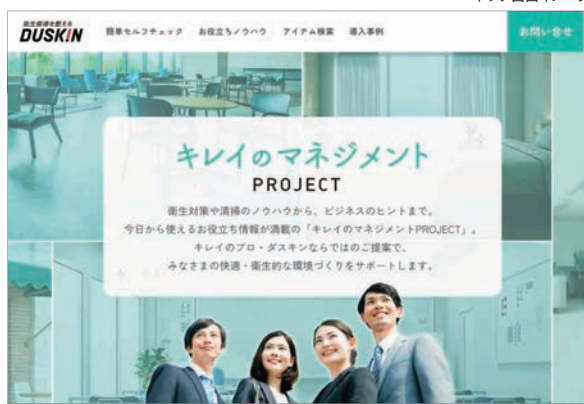 衛生環境を整える
DUSKIN
簡単セルフチェック お役立ちノウハウ アイテム検索 導入事例
お問い合せ
キレイのマネジメント
PROJECT
衛生対策や清掃のノウハウから、ビジネスのヒントまで。
今日から使えるお役立ち情報が満載の「キレイのマネジメントPROJECT」。
キレイのプロ・ダスキンならではのご提案で、
みなさまの快適・衛生的な環境づくりをサポートします。